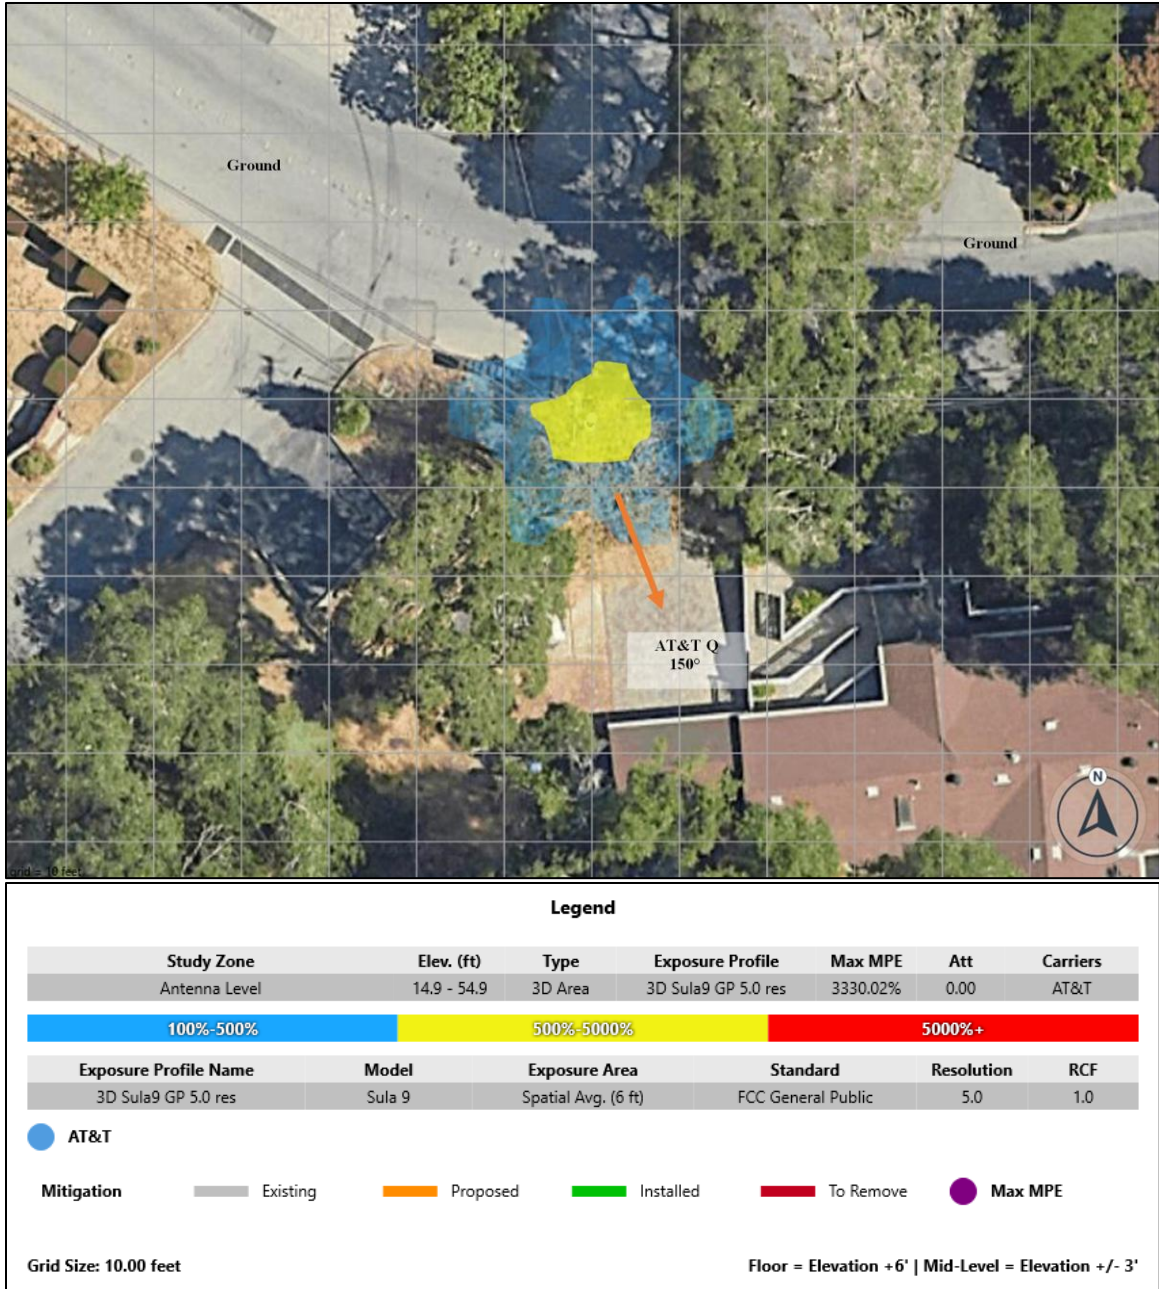 Ground
Ground
AT&T Q
150°
N
grid = 10 feet
Legend
Study Zone Elev. (ft) Type Exposure Profile Max MPE Att Carriers
Antenna Level 14.9 - 54.9 3D Area 3D Sula9 GP 5.0 res 3330.02% 0.00 AT&T
100%-500% 500%-5000% 5000%+
Exposure Profile Name Model Exposure Area Standard Resolution RCF
3D Sula9 GP 5.0 res Sula 9 Spatial Avg. (6 ft) FCC General Public 5.0 1.0
AT&T
Mitigation Existing Proposed Installed To Remove Max MPE
Grid Size: 10.00 feet Floor = Elevation +6' | Mid-Level = Elevation +/- 3'